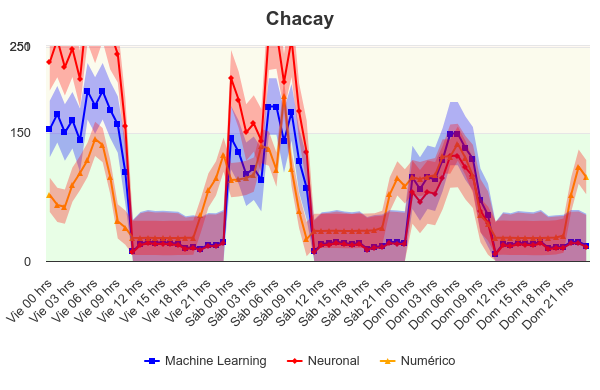 Chacay
250
150
0
Vie 00 hrs
Vie 03 hrs
Vie 06 hrs
Vie 09 hrs
Vie 12 hrs
Vie 15 hrs
Vie 18 hrs
Vie 21 hrs
Sáb 00 hrs
Sáb 03 hrs
Sáb 06 hrs
Sáb 09 hrs
Sáb 12 hrs
Sáb 15 hrs
Sáb 18 hrs
Sáb 21 hrs
Dom 00 hrs
Dom 03 hrs
Dom 06 hrs
Dom 09 hrs
Dom 12 hrs
Dom 15 hrs
Dom 18 hrs
Dom 21 hrs
Machine Learning Neuronal Numérico